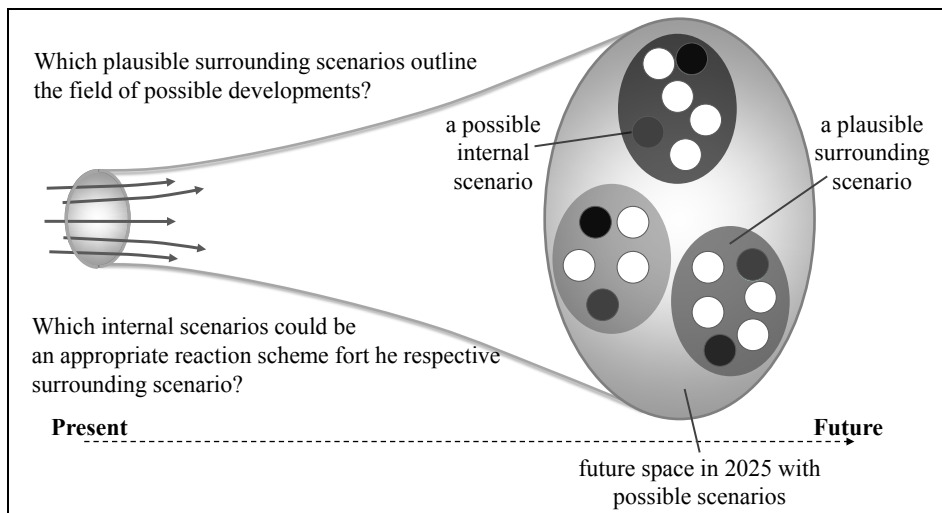 Which plausible surrounding scenarios outline
the field of possible developments?
a possible
internal
scenario
a plausible
surrounding
scenario
Which internal scenarios could be
an appropriate reaction scheme fort he respective
surrounding scenario?
Present
Future
future space in 2025 with
possible scenarios